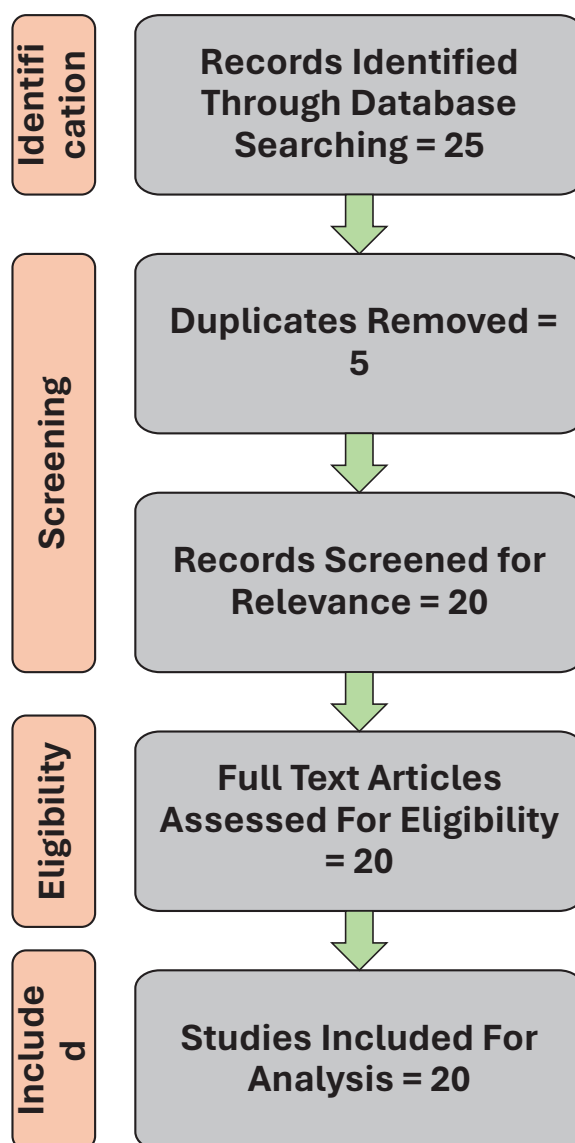 Identifi
cation
Records Identified
Through Database
Searching = 25
Screening
Duplicates Removed =
5
Records Screened for
Relevance = 20
Eligibility
Full Text Articles
Assessed For Eligibility
= 20
Include
d
Studies Included For
Analysis = 20